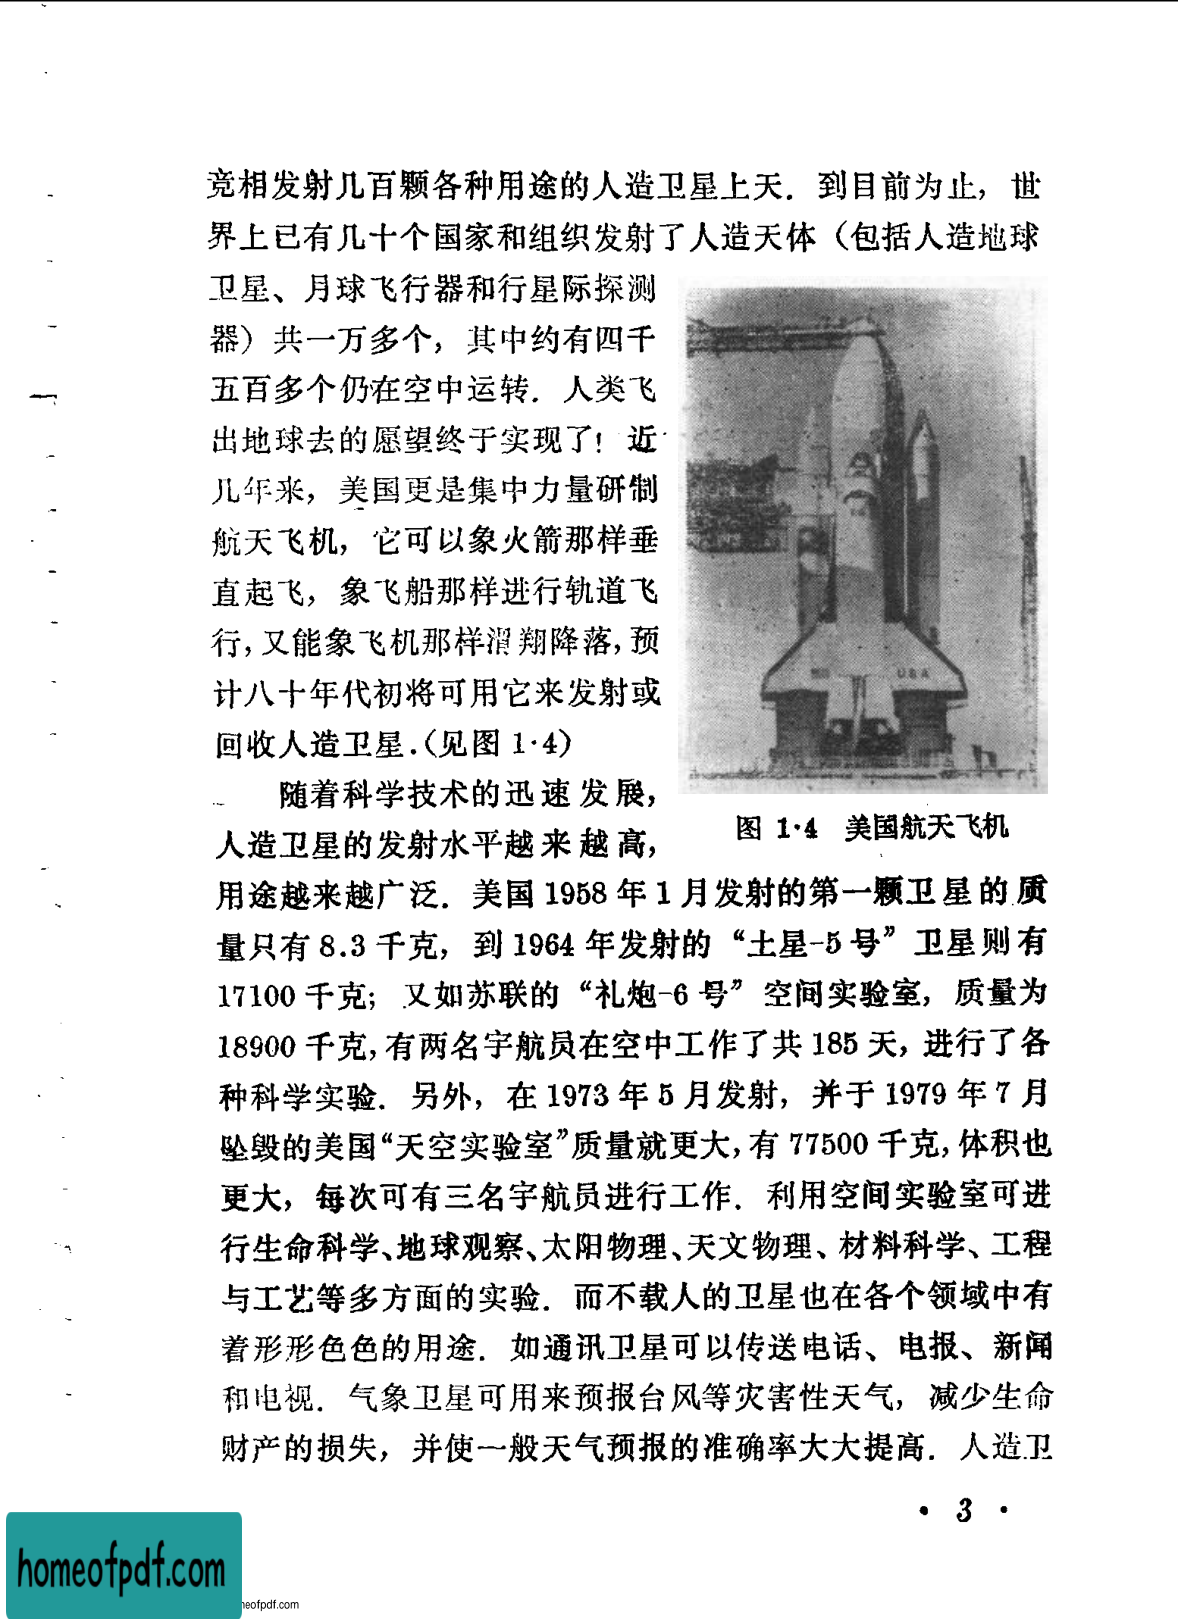 竞相发射几百颗各种用途的人造卫星上天．到目前为止，世
界上已有几十个国家和组织发射了人造天体（包括人造地球
卫星、月球飞行器和行星际探测
器）共一万多个，其中约有四千
五百多个仍在空中运转．人类飞
出地球去的愿望终于实现了！近
几年来，美国更是集中力量研制
航天飞机，它可以象火箭那样垂
直起飞，象飞船那样进行轨道飞
行，又能象飞机那样滑翔降落，预
计八十年代初将可用它来发射或
回收人造卫星．（见图 1·4）
USA
图 1·4 美国航天飞机
随着科学技术的迅速发展，
人造卫星的发射水平越来越高，
用途越来越广泛．美国 1958 年 1 月发射的第一颗卫星的质
量只有 8.3 千克，到 1964 年发射的“土星-5 号”卫星则有
17100 千克；又如苏联的“礼炮-6 号”空间实验室，质量为
18900 千克，有两名宇航员在空中工作了共 185 天，进行了各
种科学实验．另外，在 1973 年 5 月发射，并于 1979 年 7 月
坠毁的美国“天空实验室”质量就更大，有 77500 千克，体积也
更大，每次可有三名宇航员进行工作．利用空间实验室可进
行生命科学、地球观察、太阳物理、天文物理、材料科学、工程
与工艺等多方面的实验．而不载人的卫星也在各个领域中有
着形形色色的用途．如通讯卫星可以传送电话、电报、新闻
和电视．气象卫星可用来预报台风等灾害性天气，减少生命
财产的损失，并使一般天气预报的准确率大大提高．人造卫
· 3 ·
homeofpdf.com
neofpdf.com